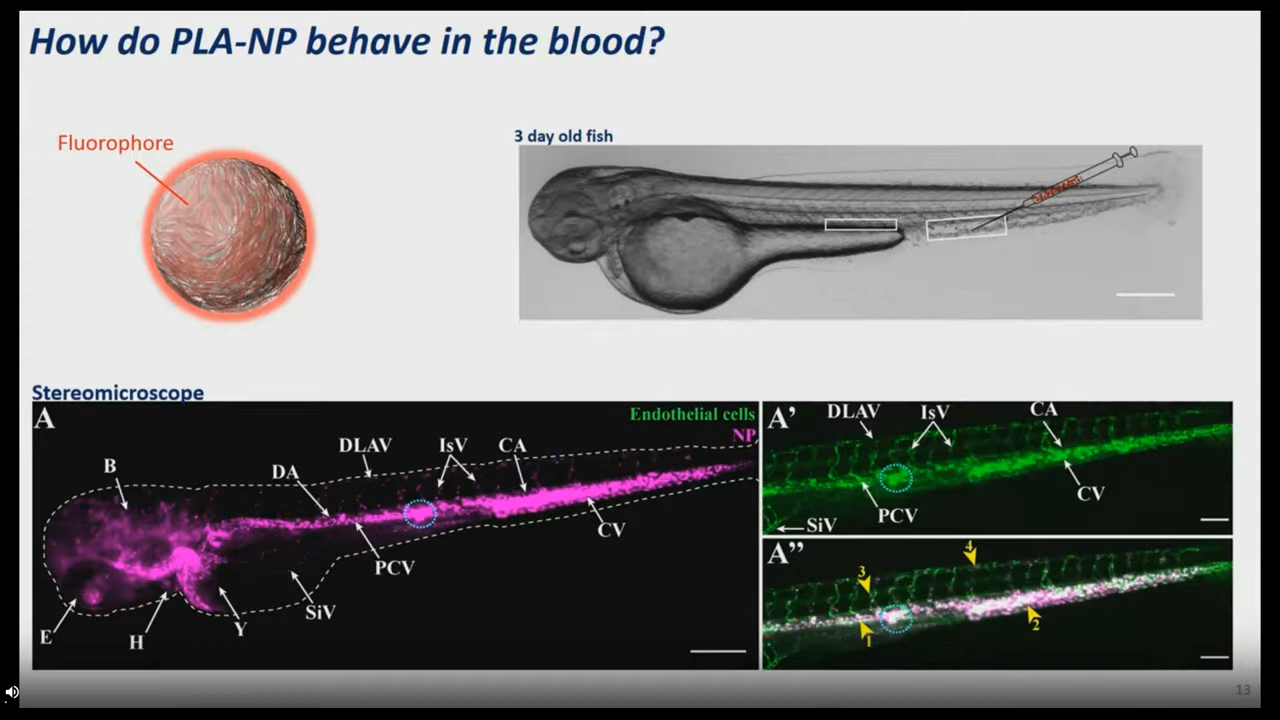 How do PLA-NP behave in the blood?
Fluorophore
3 day old fish
Stereomicroscope
A
Endothelial cells
NP
B
DA
DLAV
IsV
CA
CV
PCV
SiV
Y
H
E
A'
DLAV
IsV
CA
CV
PCV
SiV
A''
4
3
2
1
13